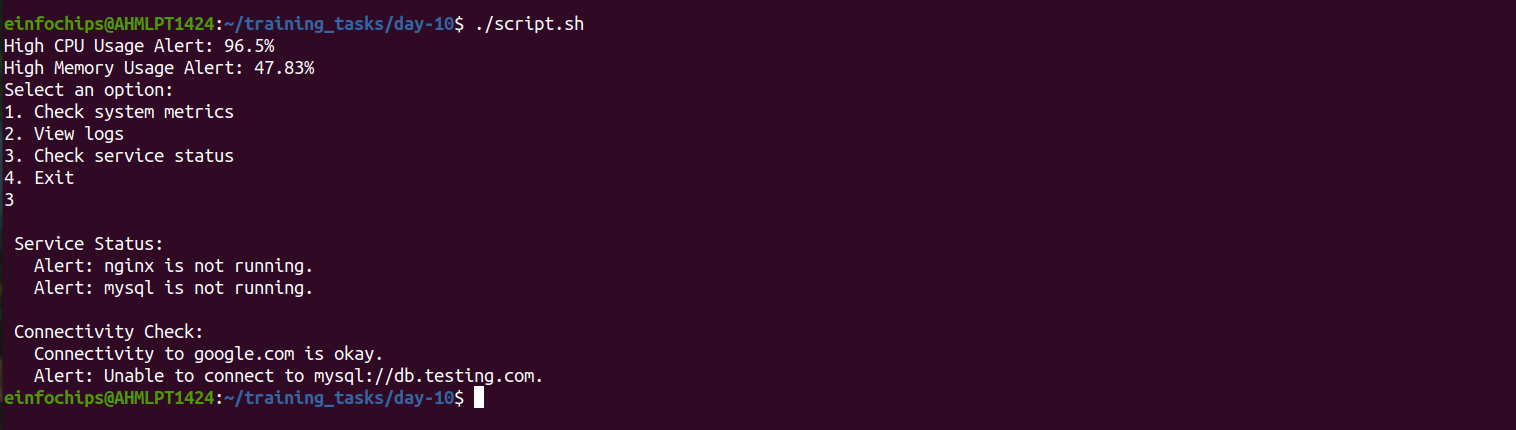 einfochips@AHMLPT1424:~/training_tasks/day-10$ ./script.sh
High CPU Usage Alert: 96.5%
High Memory Usage Alert: 47.83%
Select an option:
1. Check system metrics
2. View logs
3. Check service status
4. Exit
3
Service Status:
Alert: nginx is not running.
Alert: mysql is not running.
Connectivity Check:
Connectivity to google.com is okay.
Alert: Unable to connect to mysql://db.testing.com.
einfochips@AHMLPT1424:~/training_tasks/day-10$